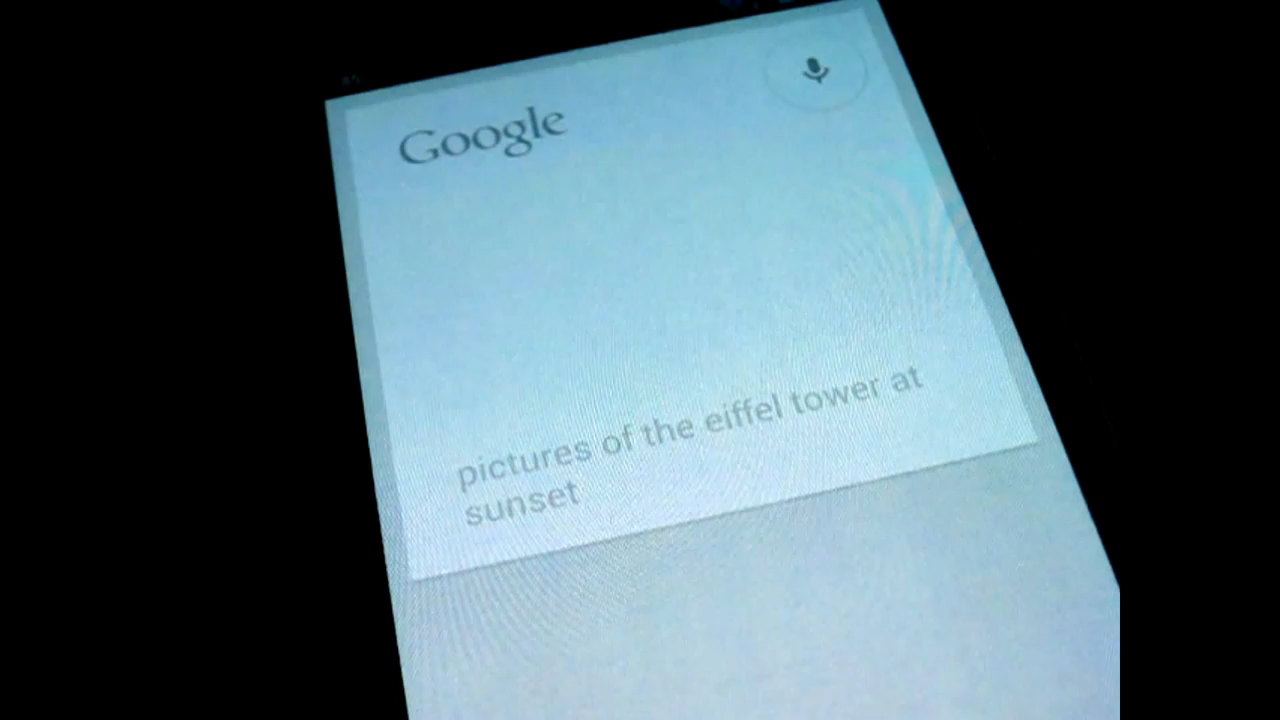 Google
pictures of the eiffel tower at
sunset